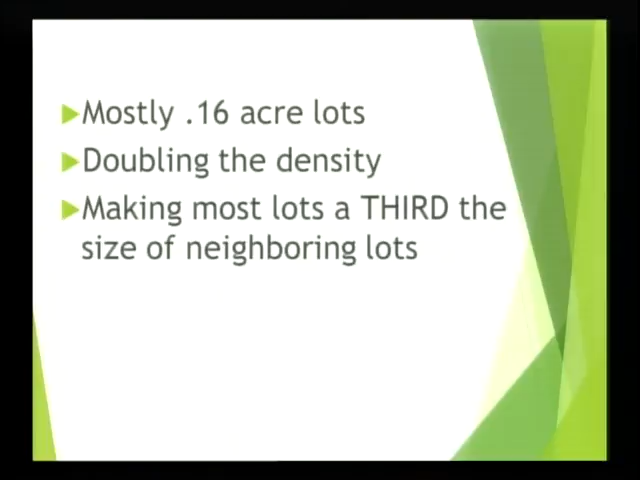 Mostly .16 acre lots
Doubling the density
Making most lots a THIRD the
size of neighboring lots